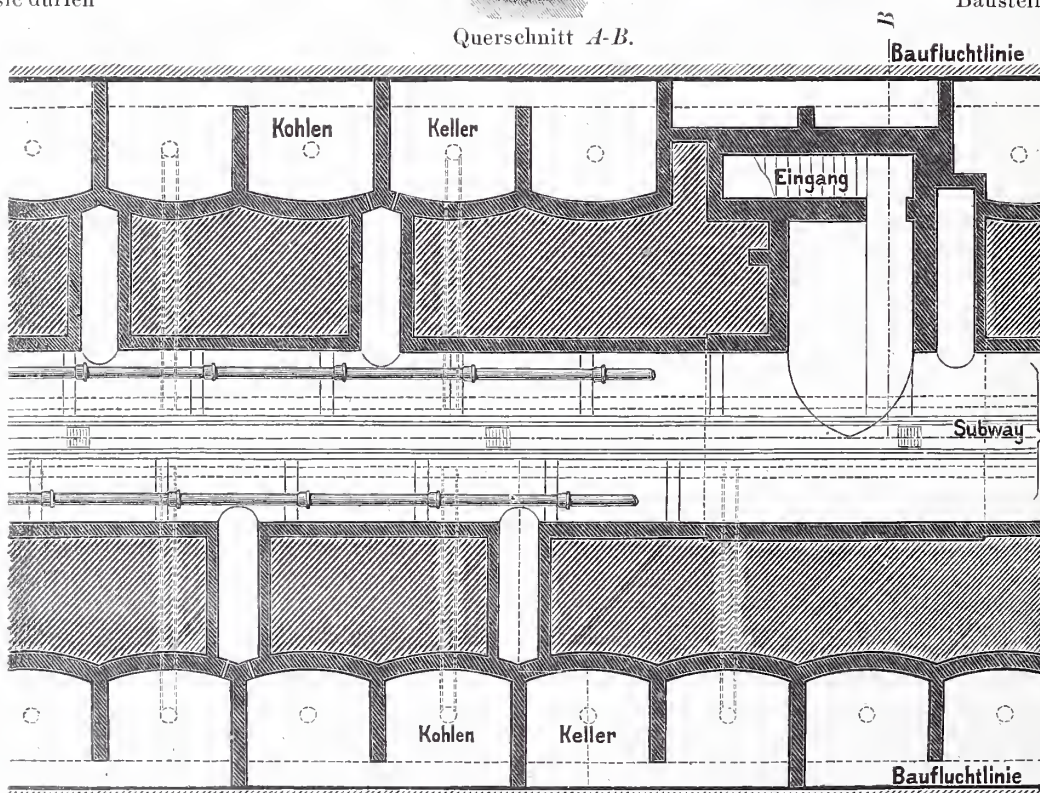 sie dürfen
Baustein
Querschnitt A-B.
B
Baufluchtlinie
Kohlen Keller
Eingang
Subway
Kohlen Keller
Baufluchtlinie